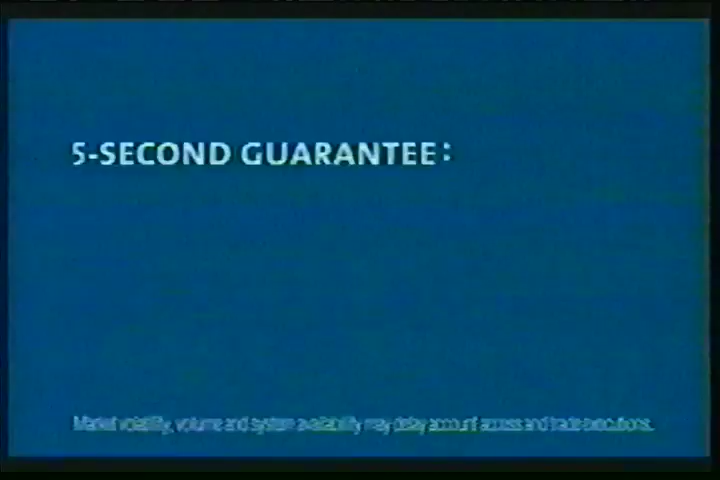 5-SECOND GUARANTEE:
Market volatility, volume and system availability may delay account access and trade executions.